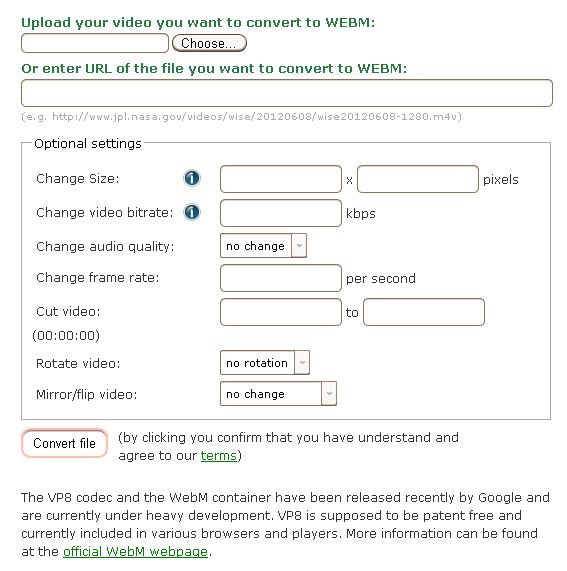 Upload your video you want to convert to WEBM:
Choose...
Or enter URL of the file you want to convert to WEBM:
(e.g. http://www.jpl.nasa.gov/videos/wise/20120608/wise20120608-1280.m4v)
Optional settings
Change Size: i x pixels
Change video bitrate: i kbps
Change audio quality: no change
Change frame rate: per second
Cut video: to
(00:00:00)
Rotate video: no rotation
Mirror/flip video: no change
Convert file (by clicking you confirm that you have understand and
agree to our terms)
The VP8 codec and the WebM container have been released recently by Google and
are currently under heavy development. VP8 is supposed to be patent free and
currently included in various browsers and players. More information can be found
at the official WebM webpage.